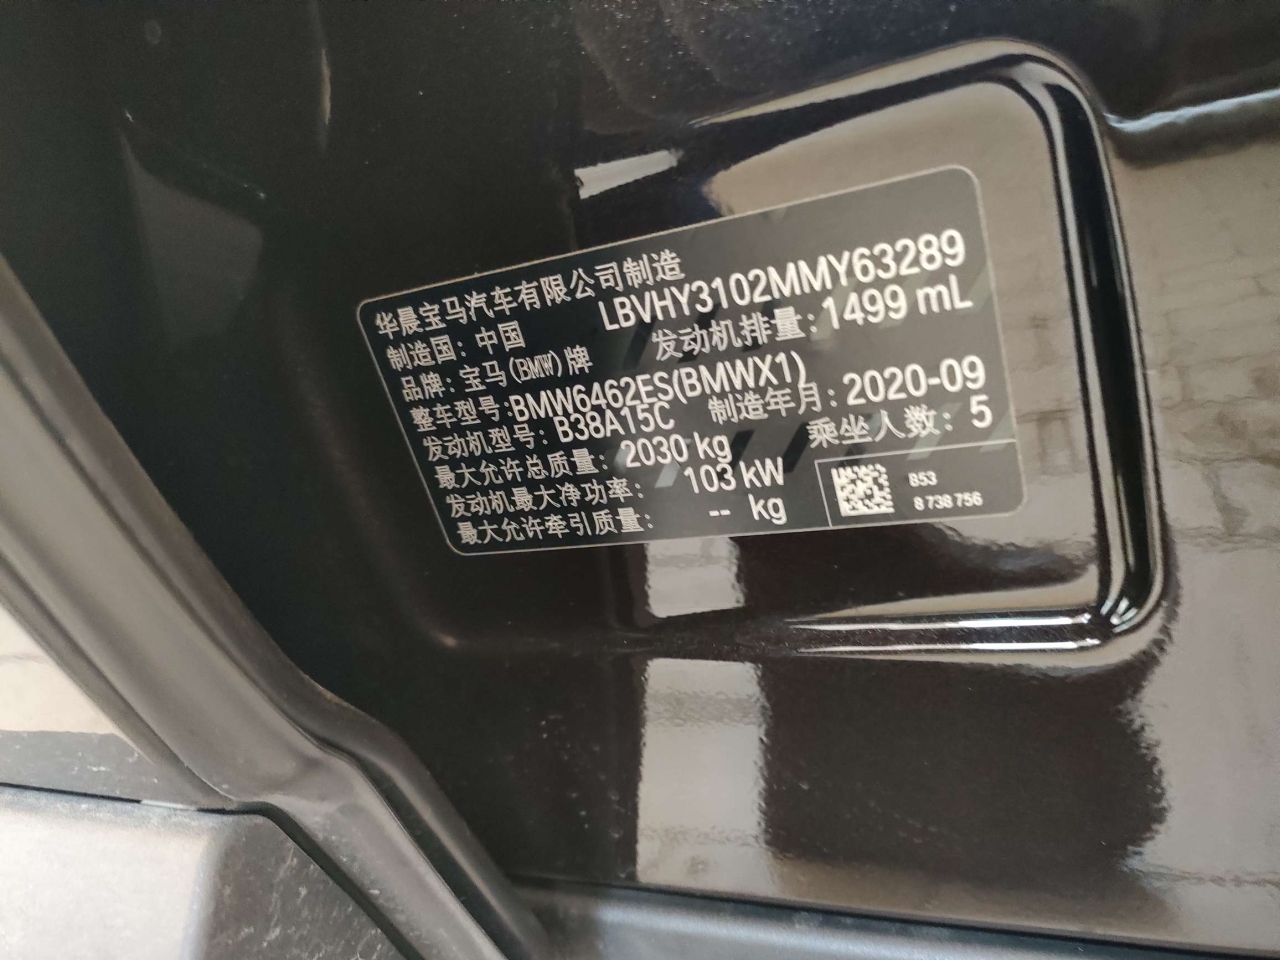 华晨宝马汽车有限公司制造
制造国：中国 LBVHY3102MMY63289
品牌：宝马(BMW)牌 发动机排量：1499 mL
整车型号：BMW6462ES(BMWX1)
发动机型号：B38A15C 制造年月：2020-09
最大允许总质量：2030 kg 乘坐人数：5
发动机最大净功率：103 kW
最大允许牵引质量：-- kg
B53
8 738 756